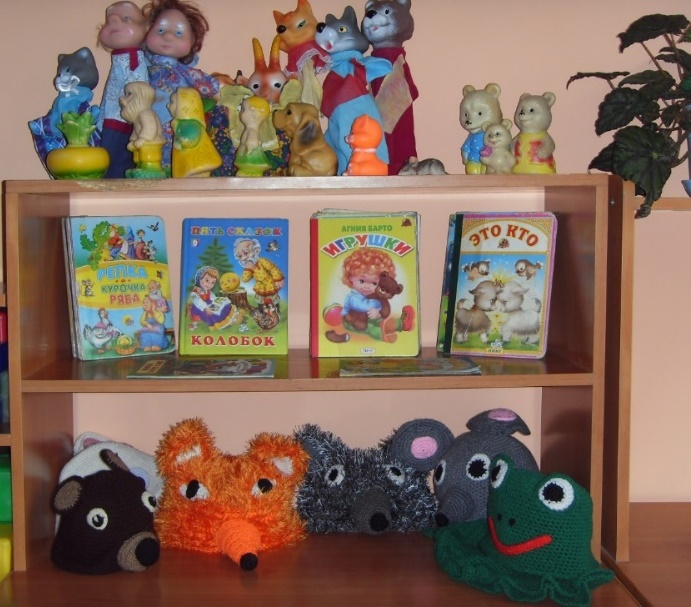 РЕПКА
КУРОЧКА
РЯБА
ПЯТЬ СКАЗОК
КОЛОБОК
АГНИЯ БАРТО
ИГРУШКИ
ЭТО КТО